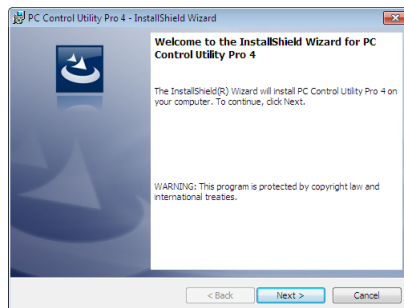 PC Control Utility Pro 4 - InstallShield Wizard
Welcome to the InstallShield Wizard for PC
Control Utility Pro 4
The InstallShield(R) Wizard will install PC Control Utility Pro 4 on
your computer. To continue, click Next.
WARNING: This program is protected by copyright law and
international treaties.
< Back
Next >
Cancel